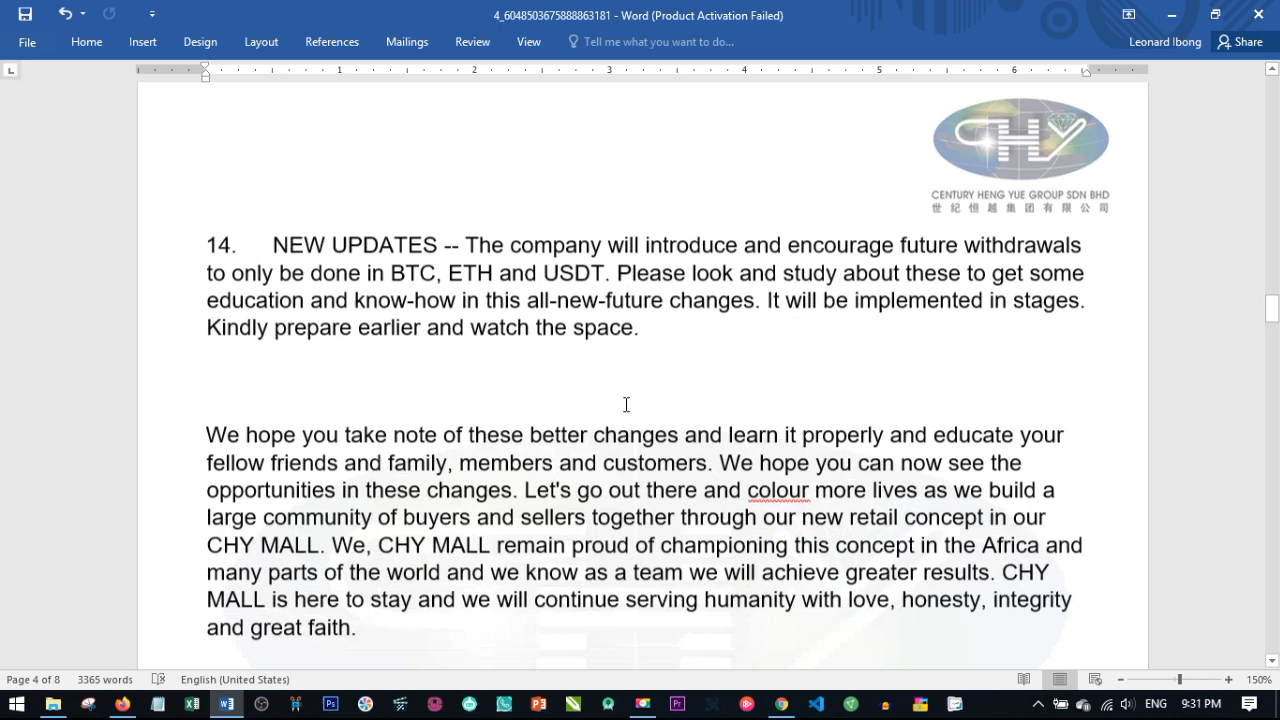 4_6048503675888863181 - Word (Product Activation Failed)
File Home Insert Design Layout References Mailings Review View Tell me what you want to do... Leonard Ibong Share
1 2 3 4 5 6
CHY
CENTURY HENG YUE GROUP SDN BHD
世 纪 恒 越 集 团 有 限 公 司
14. NEW UPDATES -- The company will introduce and encourage future withdrawals
to only be done in BTC, ETH and USDT. Please look and study about these to get some
education and know-how in this all-new-future changes. It will be implemented in stages.
Kindly prepare earlier and watch the space.
We hope you take note of these better changes and learn it properly and educate your
fellow friends and family, members and customers. We hope you can now see the
opportunities in these changes. Let's go out there and colour more lives as we build a
large community of buyers and sellers together through our new retail concept in our
CHY MALL. We, CHY MALL remain proud of championing this concept in the Africa and
many parts of the world and we know as a team we will achieve greater results. CHY
MALL is here to stay and we will continue serving humanity with love, honesty, integrity
and great faith.
Page 4 of 8 3365 words English (United States) 150%
ENG 9:31 PM